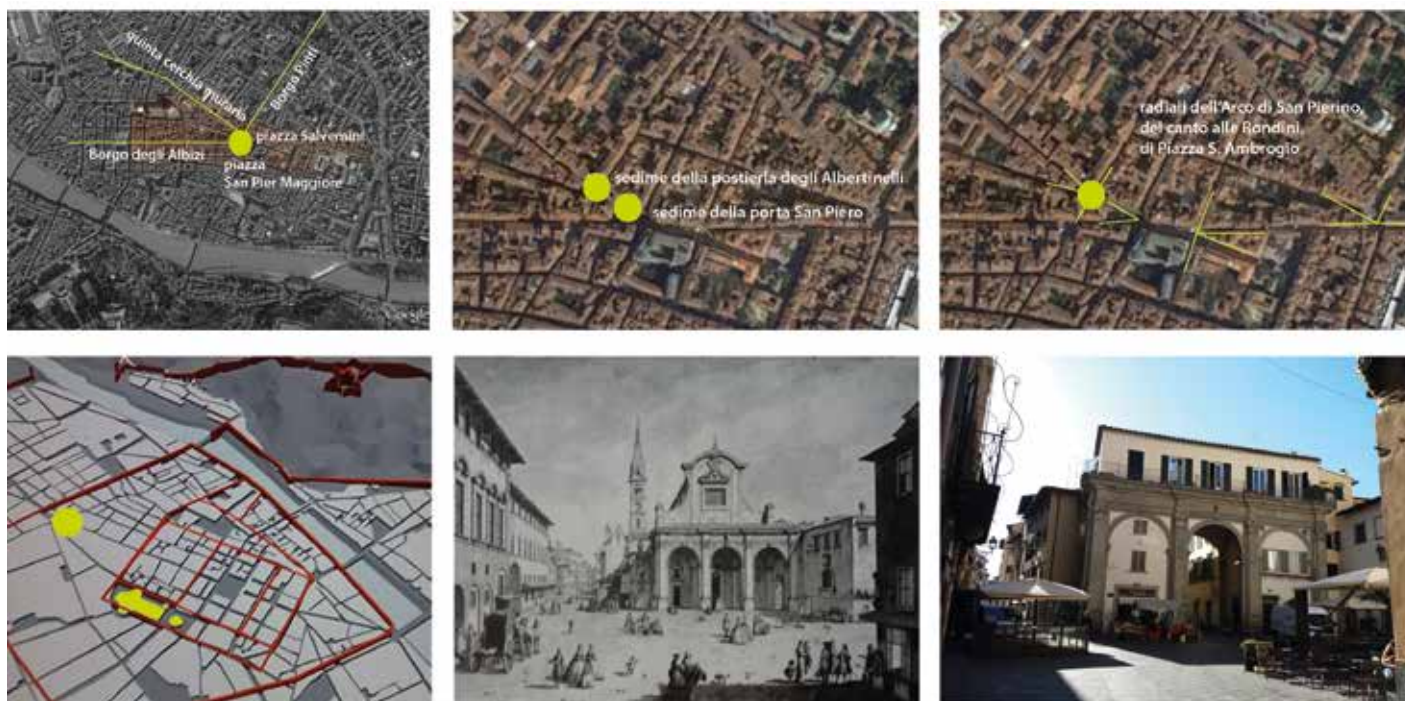 quinta cerchia muraria
Borgo Pinti
piazza Salvemini
Borgo degli Albizi
piazza
San Pier Maggiore
sedime della postierla degli Albertinelli
sedime della porta San Piero
radiali dell'Arco di San Pierino,
del canto alle Rondini,
di Piazza S. Ambrogio